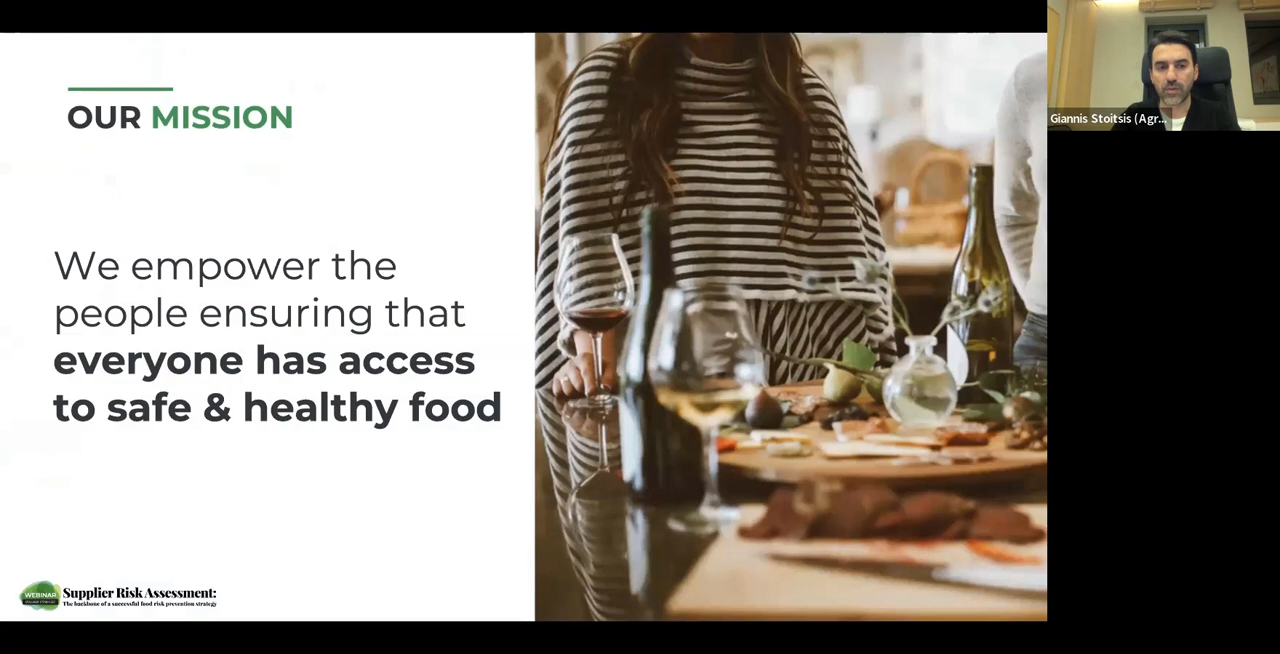 OUR MISSION
Giannis Stoitsis (Agr...
We empower the
people ensuring that
everyone has access
to safe & healthy food
WEBINAR
Supplier Risk Assessment:
The backbone of a successful food risk prevention strategy